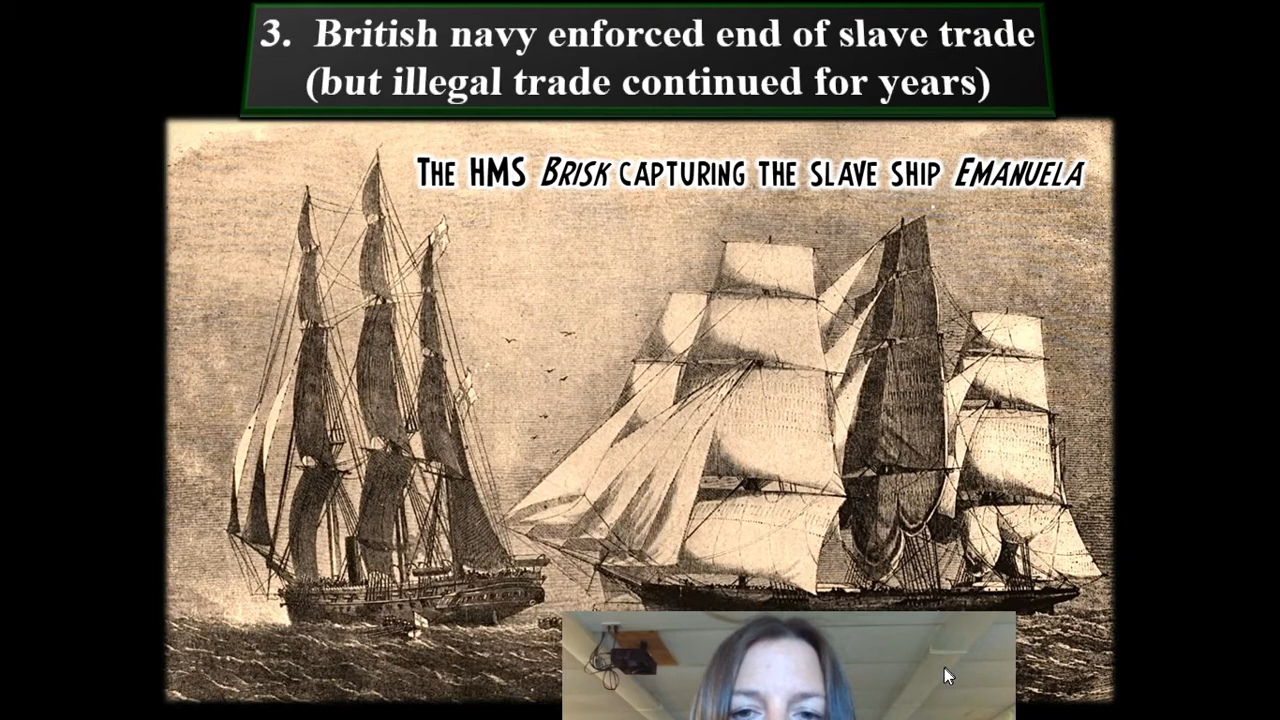 3. British navy enforced end of slave trade
(but illegal trade continued for years)
THE HMS BRISK CAPTURING THE SLAVE SHIP EMANUELA